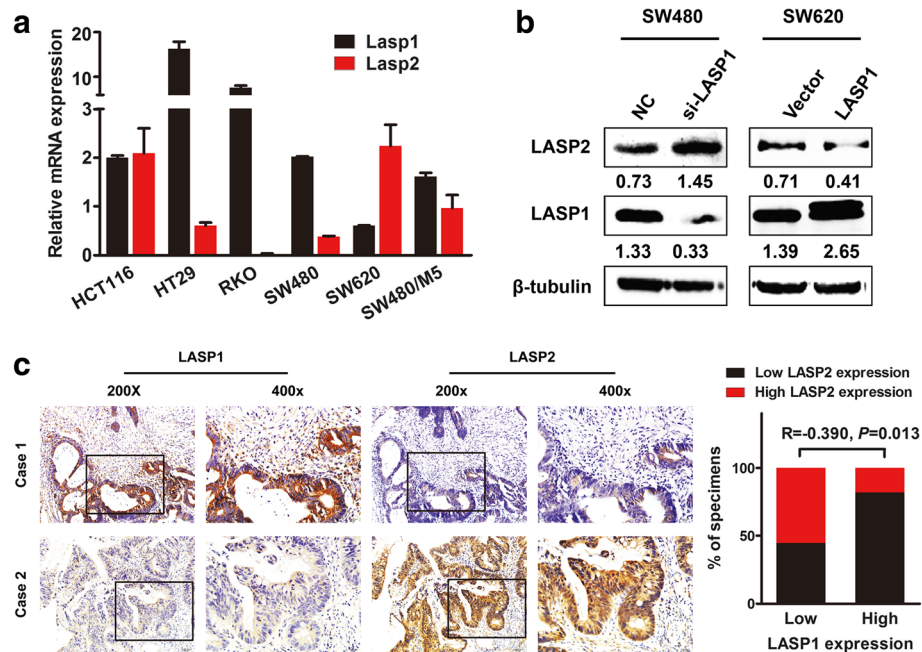 a
Relative mRNA expression
20
10
3
2
1
0
Lasp1
Lasp2
HCT116
HT29
RKO
SW480
SW620
SW480/M5
b
SW480
SW620
NC
si-LASP1
Vector
LASP1
LASP2
0.73 1.45 0.71 0.41
LASP1
1.33 0.33 1.39 2.65
β-tubulin
c
LASP1
LASP2
200X 400x 200x 400x
Case 1
Case 2
Low LASP2 expression
High LASP2 expression
R=-0.390, P=0.013
% of specimens
100
50
0
Low High
LASP1 expression